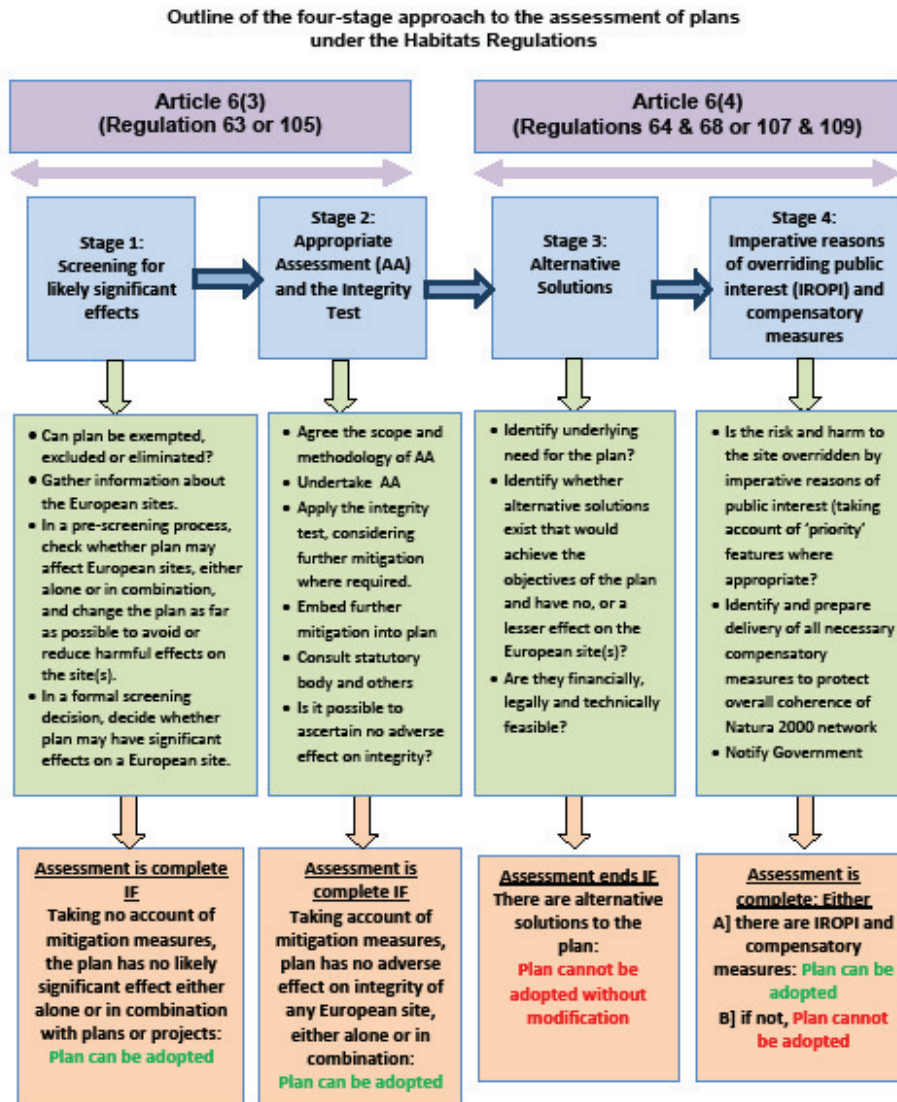 Outline of the four-stage approach to the assessment of plans
under the Habitats Regulations
Article 6(3)
(Regulation 63 or 105)
Article 6(4)
(Regulations 64 & 68 or 107 & 109)
Stage 1:
Screening for
likely significant
effects
Stage 2:
Appropriate
Assessment (AA)
and the Integrity
Test
Stage 3:
Alternative
Solutions
Stage 4:
Imperative reasons
of overriding public
interest (IROPI) and
compensatory
measures
• Can plan be exempted,
excluded or eliminated?
• Gather information about
the European sites.
• In a pre-screening process,
check whether plan may
affect European sites, either
alone or in combination,
and change the plan as far
as possible to avoid or
reduce harmful effects on
the site(s).
• In a formal screening
decision, decide whether
plan may have significant
effects on a European site.
• Agree the scope and
methodology of AA
• Undertake AA
• Apply the integrity
test, considering
further mitigation
where required.
• Embed further
mitigation into plan
• Consult statutory
body and others
• Is it possible to
ascertain no adverse
effect on integrity?
• Identify underlying
need for the plan?
• Identify whether
alternative solutions
exist that would
achieve the
objectives of the plan
and have no, or a
lesser effect on the
European site(s)?
• Are they financially,
legally and technically
feasible?
• Is the risk and harm to
the site overridden by
imperative reasons of
public interest (taking
account of ‘priority’
features where
appropriate?
• Identify and prepare
delivery of all necessary
compensatory
measures to protect
overall coherence of
Natura 2000 network
• Notify Government
Assessment is complete
IF
Taking no account of
mitigation measures,
the plan has no likely
significant effect either
alone or in combination
with plans or projects:
Plan can be adopted
Assessment is
complete IF
Taking account of
mitigation measures,
plan has no adverse
effect on integrity of
any European site,
either alone or in
combination:
Plan can be adopted
Assessment ends IF
There are alternative
solutions to the
plan:
Plan cannot be
adopted without
modification
Assessment is
complete: Either
A] there are IROPI and
compensatory
measures: Plan can be
adopted
B] if not, Plan cannot
be adopted